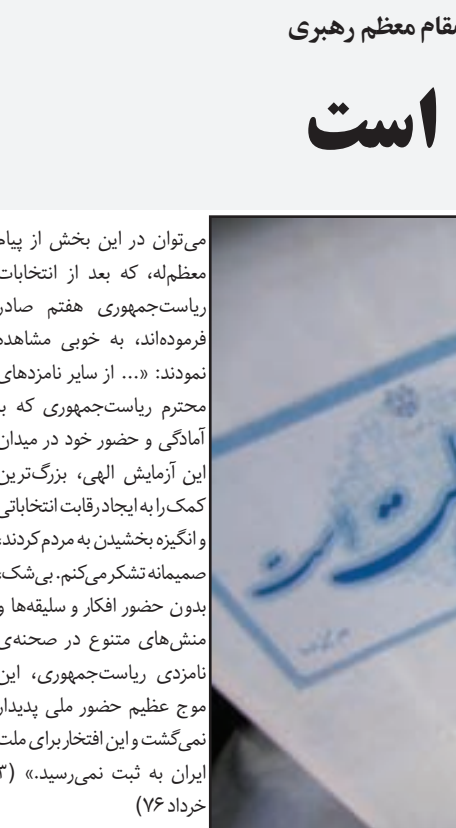 مقام معظم رهبری
است
می‌توان در این بخش از پیام
معظم‌له، که بعد از انتخابات
ریاست‌جمهوری هفتم صادر
فرموده‌اند، به خوبی مشاهده
نمودند: «... از سایر نامزدهای
محترم ریاست‌جمهوری که با
آمادگی و حضور خود در میدان
این آزمایش الهی، بزرگ‌ترین
کمک را به ایجاد رقابت انتخاباتی
و انگیزه بخشیدن به مردم کردند،
صمیمانه تشکر می‌کنم. بی‌شک،
بدون حضور افکار و سلیقه‌ها و
منش‌های متنوع در صحنه‌ی
نامزدی ریاست‌جمهوری، این
موج عظیم حضور ملی پدیدار
نمی‌گشت و این افتخار برای ملت
ایران به ثبت نمی‌رسید.» (۳
خرداد ۷۶)
است